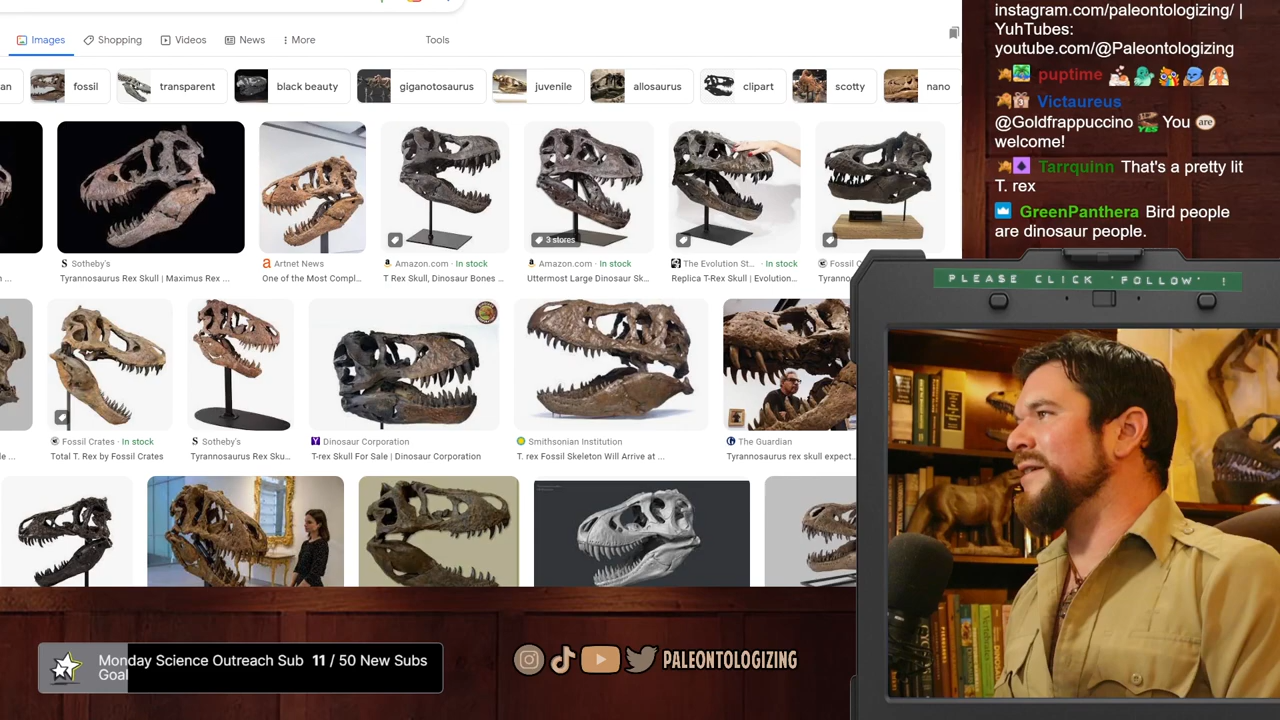 Images
Shopping
Videos
News
More
Tools
an
fossil
transparent
black beauty
giganotosaurus
juvenile
allosaurus
clipart
scotty
nano
3 stores
... 
Sotheby's
Tyrannosaurus Rex Skull | Maximus Rex ...
Artnet News
One of the Most Compl...
Amazon.com · In stock
T Rex Skull, Dinosaur Bones ...
Amazon.com · In stock
Uttermost Large Dinosaur Sk...
The Evolution St... · In stock
Replica T-Rex Skull | Evolution...
Fossil C
Tyranno
le ...
Fossil Crates · In stock
Total T. Rex by Fossil Crates
Sotheby's
Tyrannosaurus Rex Sku...
Dinosaur Corporation
T-rex Skull For Sale | Dinosaur Corporation
Smithsonian Institution
T. rex Fossil Skeleton Will Arrive at ...
The Guardian
Tyrannosaurus rex skull expect...
instagram.com/paleontologizing/ |
YuhTubes:
youtube.com/@Paleontologizing
puptime
Victaureus
@Goldfrappuccino YES You are
welcome!
Tarrquinn That's a pretty lit
T. rex
GreenPanthera Bird people
are dinosaur people.
PLEASE CLICK 'FOLLOW' !
Monday Science Outreach Sub 11 / 50 New Subs
Goal
PALEONTOLOGIZING